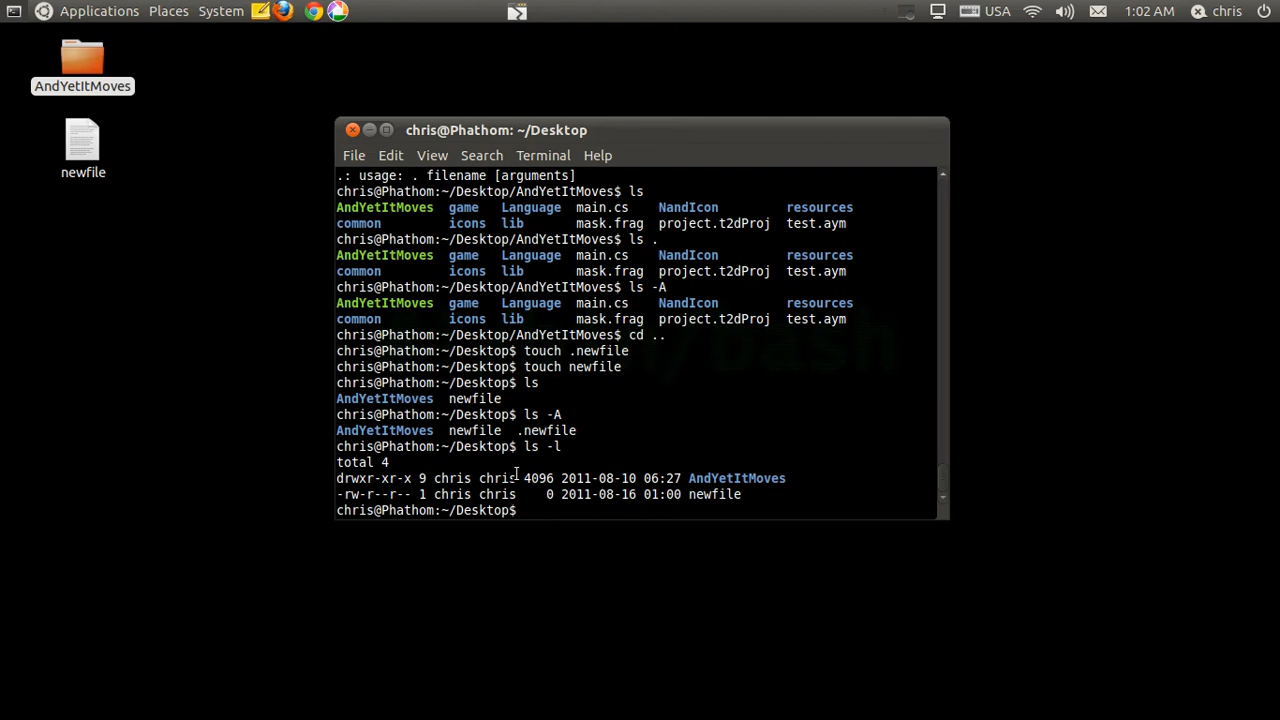 Applications Places System USA 1:02 AM chris
AndYetItMoves
newfile
chris@Phathom: ~/Desktop
File Edit View Search Terminal Help
.: usage: . filename [arguments]
chris@Phathom:~/Desktop/AndYetItMoves$ ls
AndYetItMoves game Language main.cs NandIcon resources
common icons lib mask.frag project.t2dProj test.aym
chris@Phathom:~/Desktop/AndYetItMoves$ ls .
AndYetItMoves game Language main.cs NandIcon resources
common icons lib mask.frag project.t2dProj test.aym
chris@Phathom:~/Desktop/AndYetItMoves$ ls -A
AndYetItMoves game Language main.cs NandIcon resources
common icons lib mask.frag project.t2dProj test.aym
chris@Phathom:~/Desktop/AndYetItMoves$ cd ..
chris@Phathom:~/Desktop$ touch .newfile
chris@Phathom:~/Desktop$ touch newfile
chris@Phathom:~/Desktop$ ls
AndYetItMoves newfile
chris@Phathom:~/Desktop$ ls -A
AndYetItMoves newfile .newfile
chris@Phathom:~/Desktop$ ls -l
total 4
drwxr-xr-x 9 chris chris 4096 2011-08-10 06:27 AndYetItMoves
-rw-r--r-- 1 chris chris 0 2011-08-16 01:00 newfile
chris@Phathom:~/Desktop$